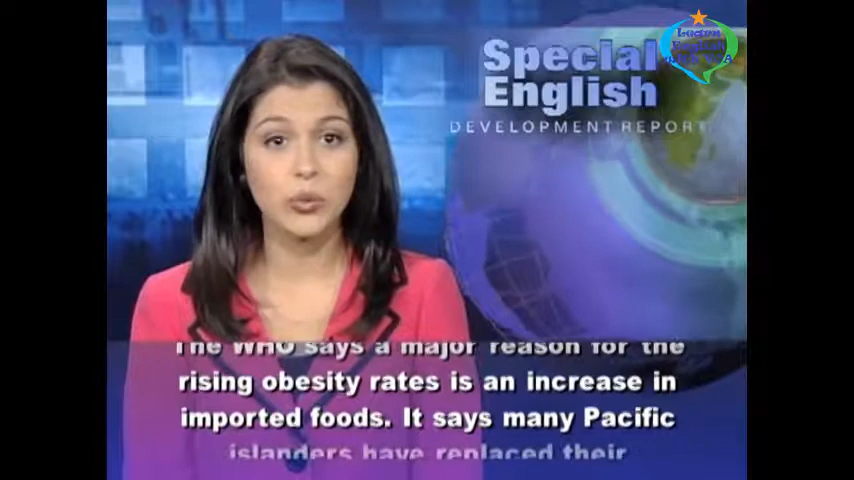 Special
English
DEVELOPMENT REPORT
English
The WHO says a major reason for the
rising obesity rates is an increase in
imported foods. It says many Pacific
islanders have replaced their